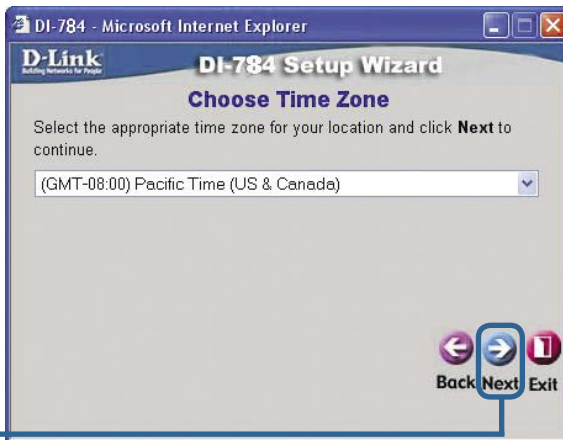 DI-784 - Microsoft Internet Explorer
D-Link
Building Networks for People
DI-784 Setup Wizard
Choose Time Zone
Select the appropriate time zone for your location and click Next to
continue.
(GMT-08:00) Pacific Time (US & Canada)
Back Next Exit